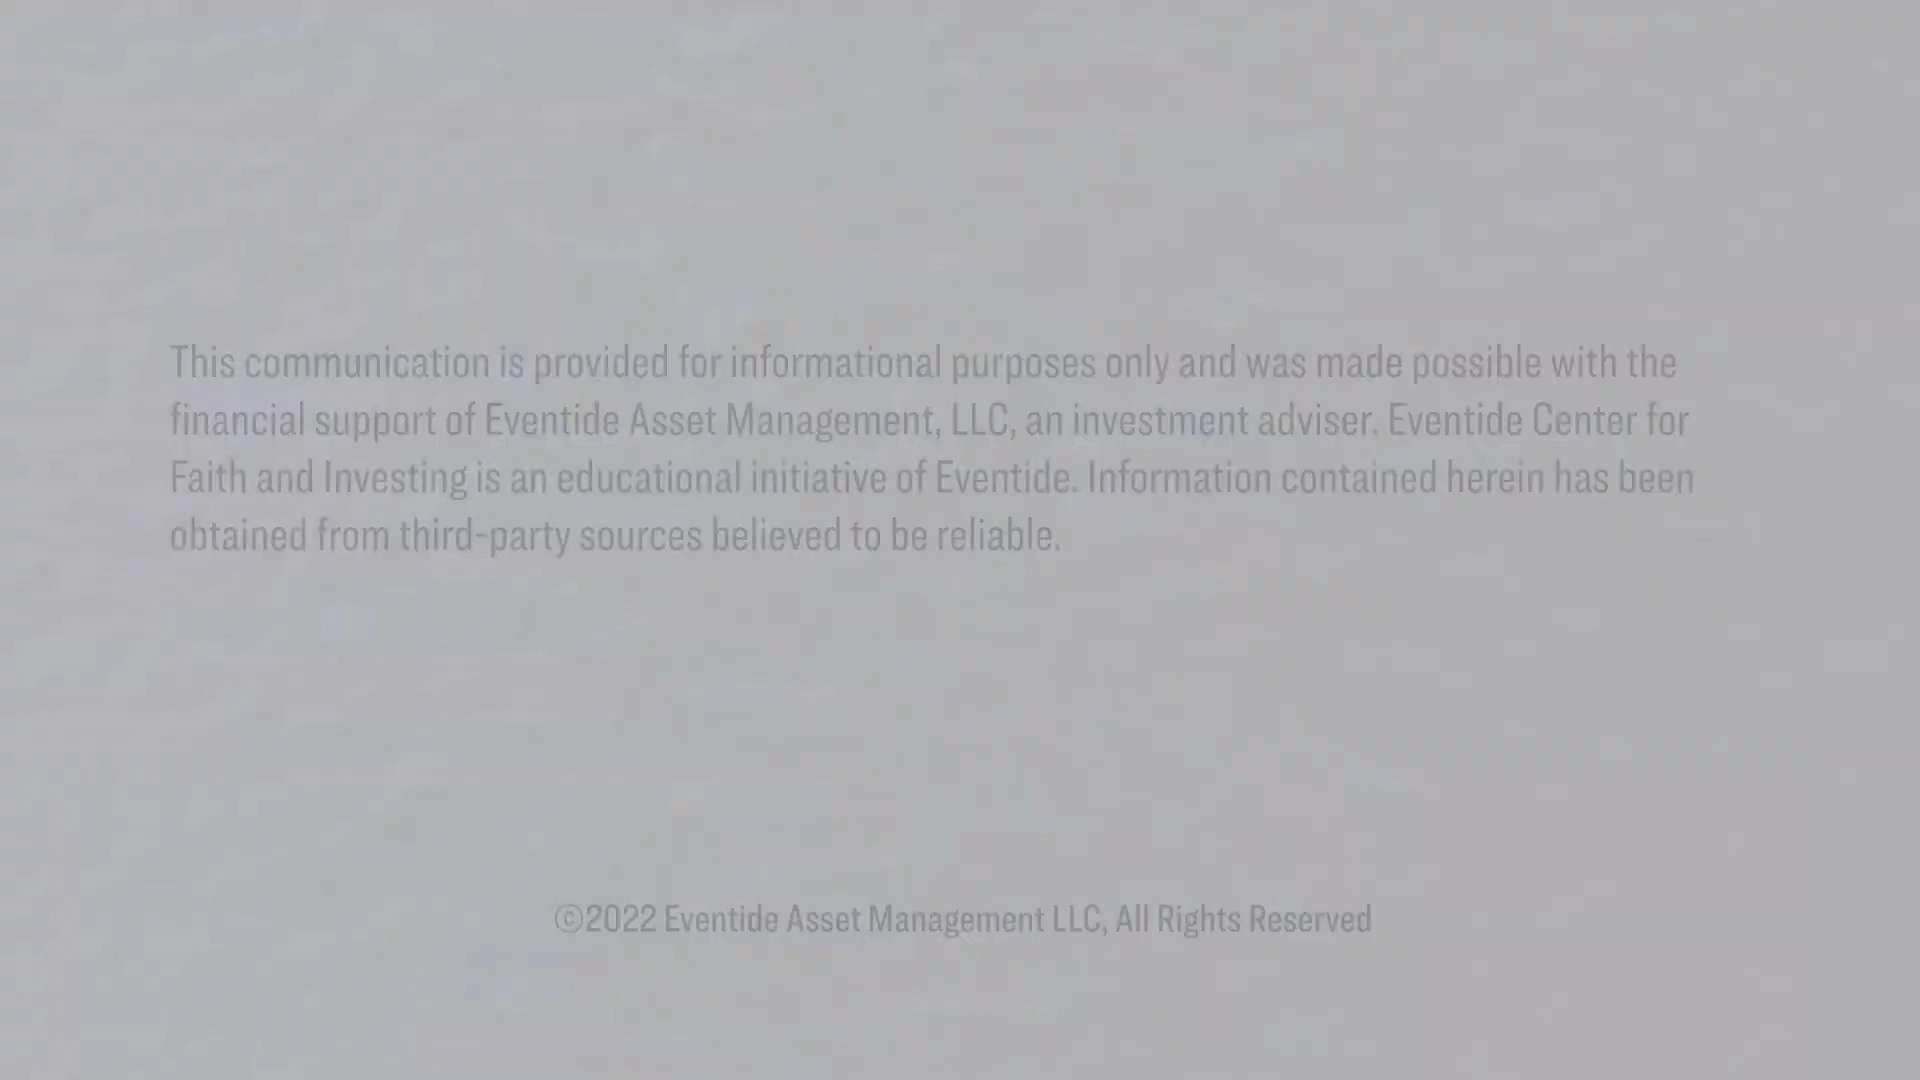 This communication is provided for informational purposes only and was made possible with the
financial support of Eventide Asset Management, LLC, an investment adviser. Eventide Center for
Faith and Investing is an educational initiative of Eventide. Information contained herein has been
obtained from third-party sources believed to be reliable.
©2022 Eventide Asset Management LLC, All Rights Reserved